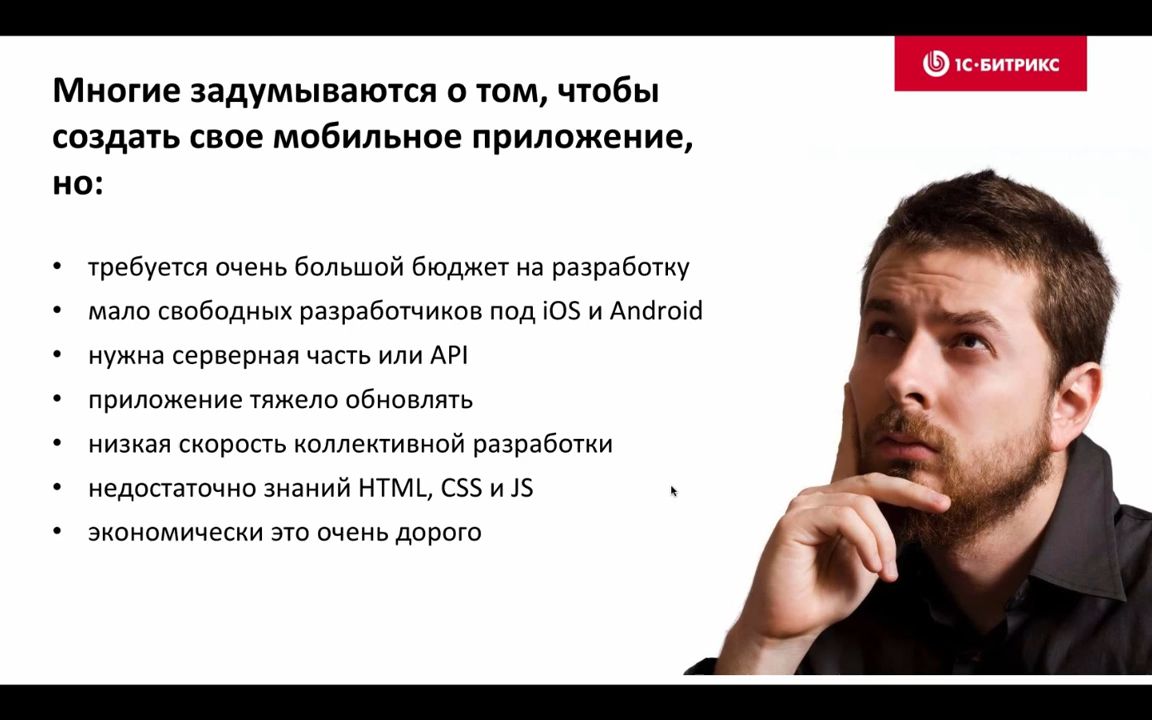 1С-БИТРИКС
Многие задумываются о том, чтобы
создать свое мобильное приложение,
но:
• требуется очень большой бюджет на разработку
• мало свободных разработчиков под iOS и Android
• нужна серверная часть или API
• приложение тяжело обновлять
• низкая скорость коллективной разработки
• недостаточно знаний HTML, CSS и JS
• экономически это очень дорого